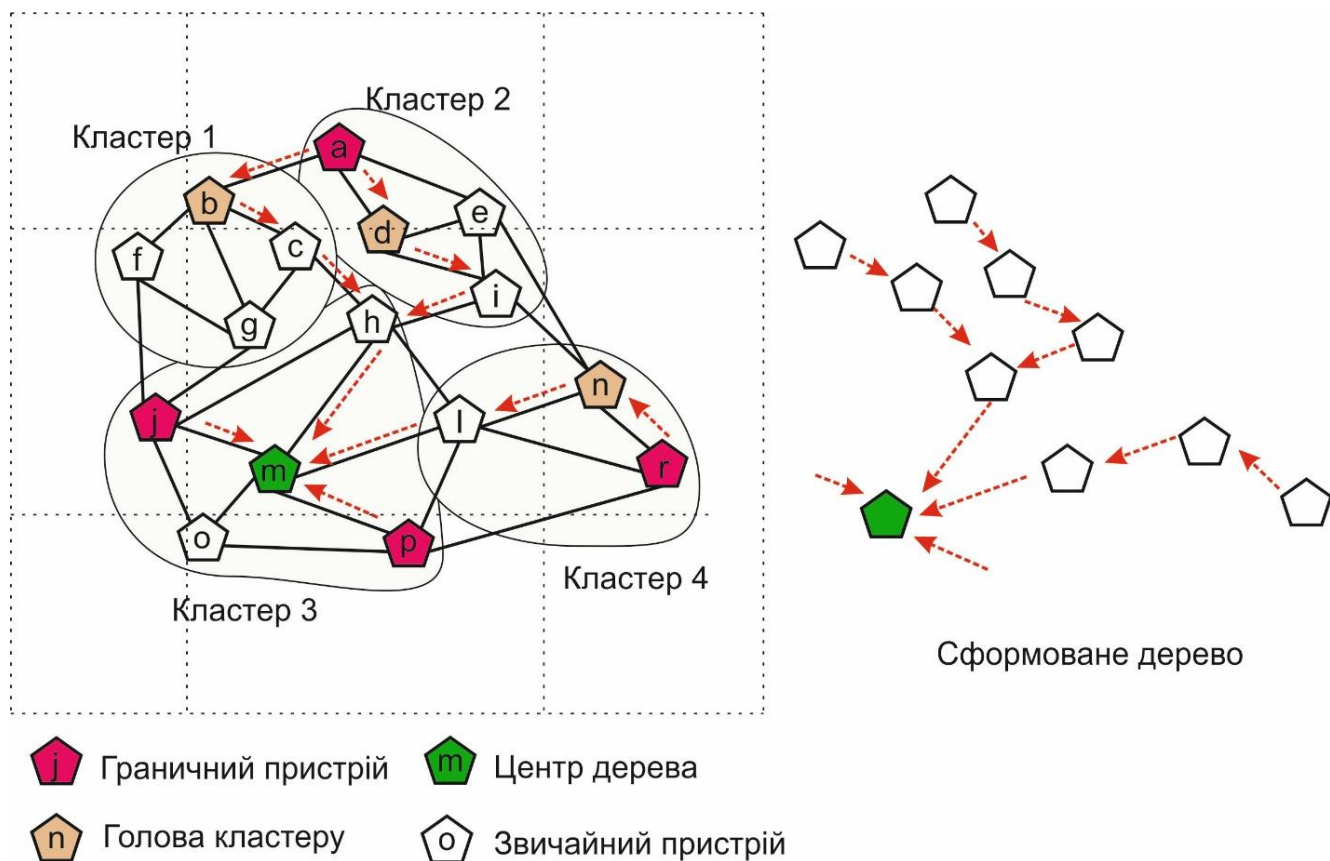 Кластер 2
Кластер 1
a
b
e
d
c
f
i
h
g
n
j
l
r
m
o
p
Кластер 4
Кластер 3
Сформоване дерево
j Граничний пристрій
m Центр дерева
n Голова кластеру
o Звичайний пристрій